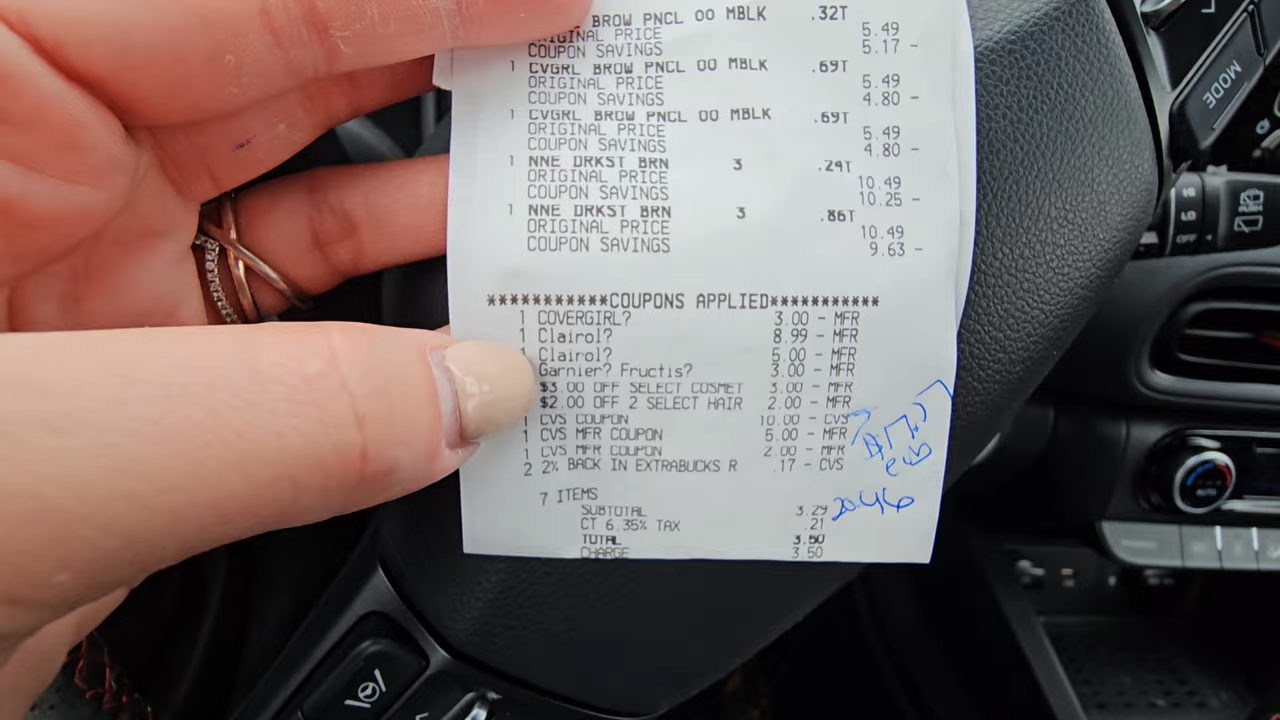 BROW PNCL 00 MBLK .32T
ORIGINAL PRICE 5.49
COUPON SAVINGS 5.17 -
1 CVGRL BROW PNCL 00 MBLK .69T
ORIGINAL PRICE 5.49
COUPON SAVINGS 4.80 -
1 CVGRL BROW PNCL 00 MBLK .69T
ORIGINAL PRICE 5.49
COUPON SAVINGS 4.80 -
1 NNE DRKST BRN 3 .24T
ORIGINAL PRICE 10.49
COUPON SAVINGS 10.25 -
1 NNE DRKST BRN 3 .86T
ORIGINAL PRICE 10.49
COUPON SAVINGS 9.63 -
***********COUPONS APPLIED***********
1 COVERGIRL? 3.00 - MFR
1 Clairol? 8.99 - MFR
1 Clairol? 5.00 - MFR
Garnier? Fructis? 3.00 - MFR
$3.00 OFF SELECT COSMET 3.00 - MFR
$2.00 OFF 2 SELECT HAIR 2.00 - MFR
1 CVS COUPON 10.00 - CVS
1 CVS MFR COUPON 5.00 - MFR
1 CVS MFR COUPON 2.00 - MFR
2 2% BACK IN EXTRABUCKS R .17 - CVS
ecb
7 ITEMS
SUBTOTAL 3.29
20.46
CT 6.35% TAX .21
TOTAL 3.50
CHARGE 3.50
MODE
LO
OFF
AUTO